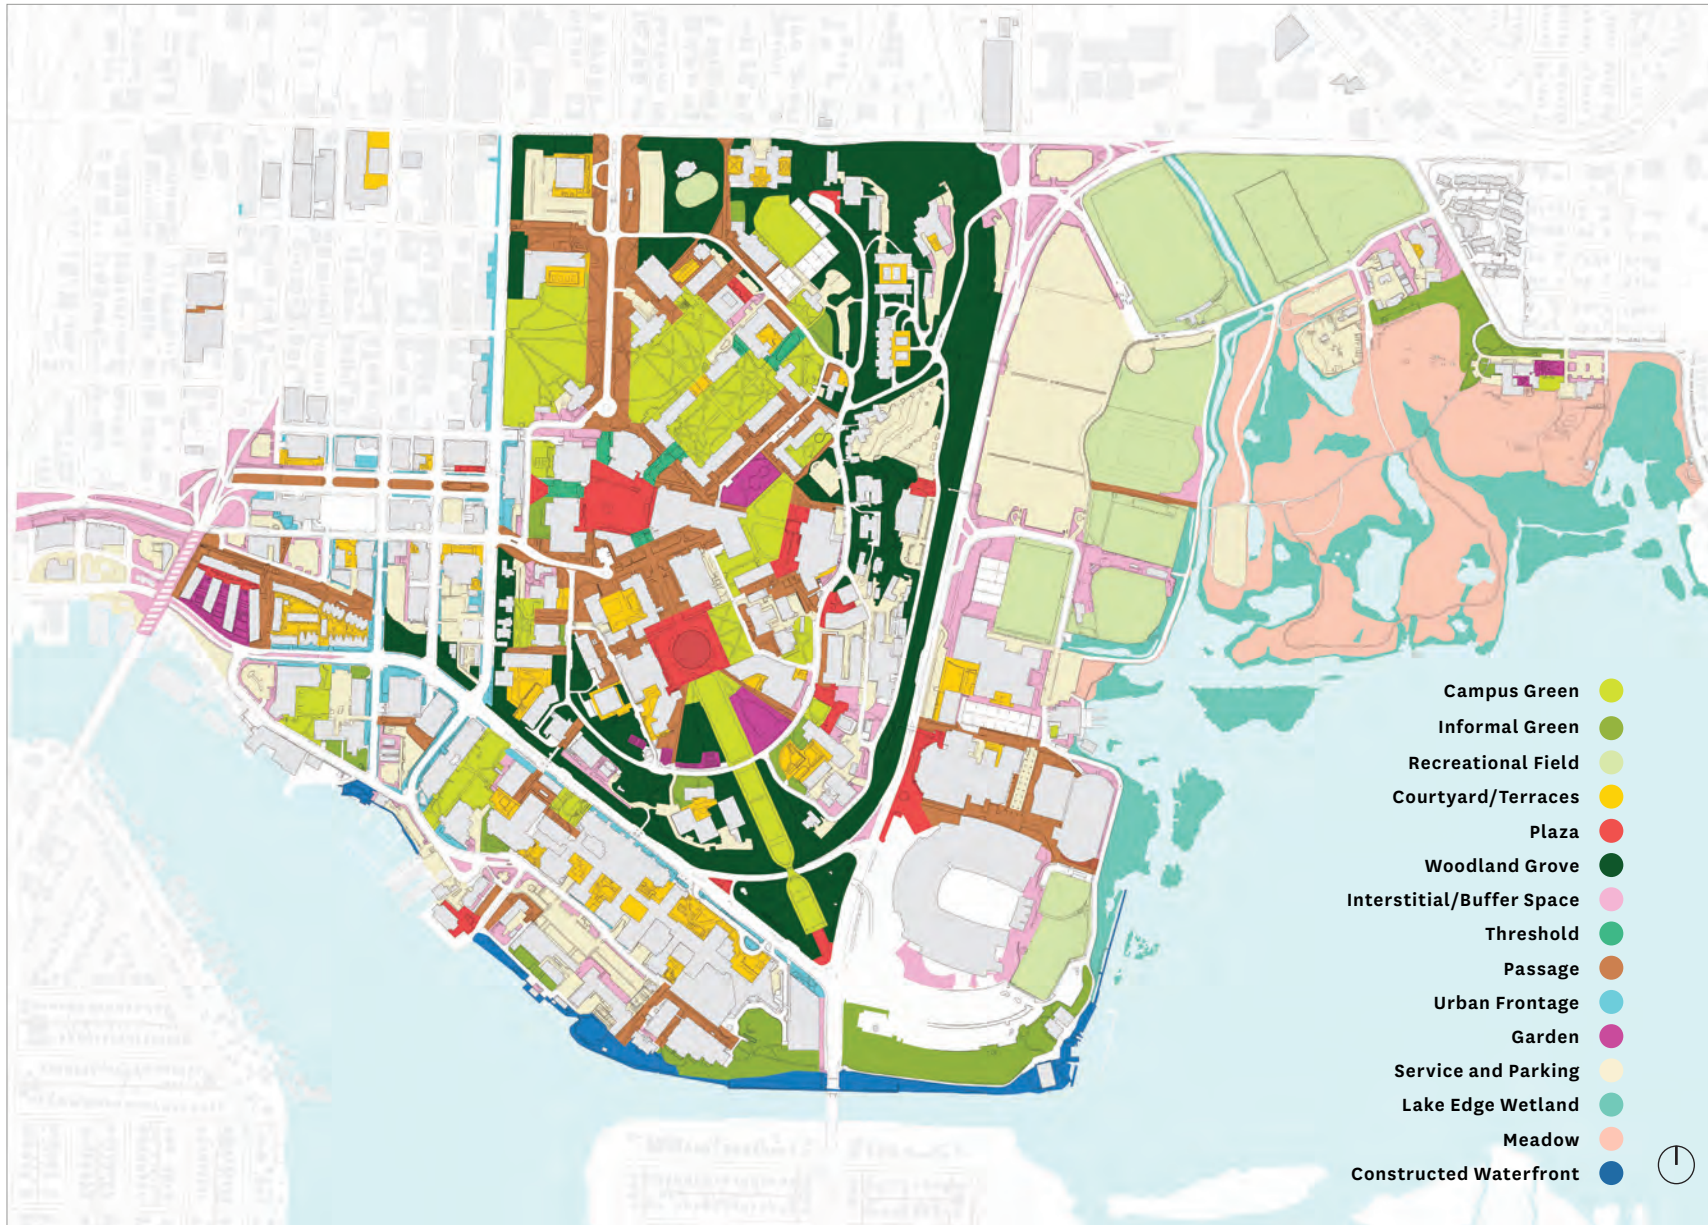 Campus Green
Informal Green
Recreational Field
Courtyard/Terraces
Plaza
Woodland Grove
Interstitial/Buffer Space
Threshold
Passage
Urban Frontage
Garden
Service and Parking
Lake Edge Wetland
Meadow
Constructed Waterfront